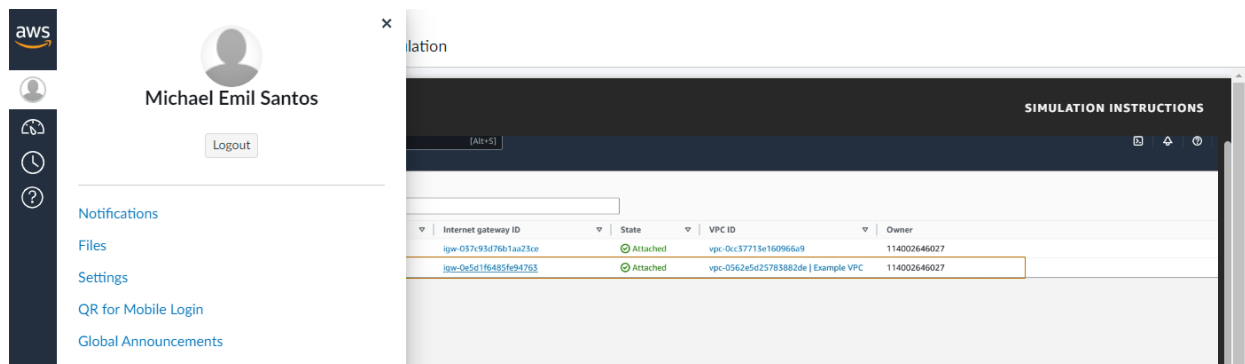 aws
×
lation
Michael Emil Santos
Logout
Notifications
Files
Settings
QR for Mobile Login
Global Announcements
SIMULATION INSTRUCTIONS
[Alt+S]
Internet gateway ID State VPC ID Owner
igw-037c93d76b1aa23ce Attached vpc-0cc37713e160966a9 114002646027
igw-0e5d1f6485fe94763 Attached vpc-0562e5d25783882de | Example VPC 114002646027